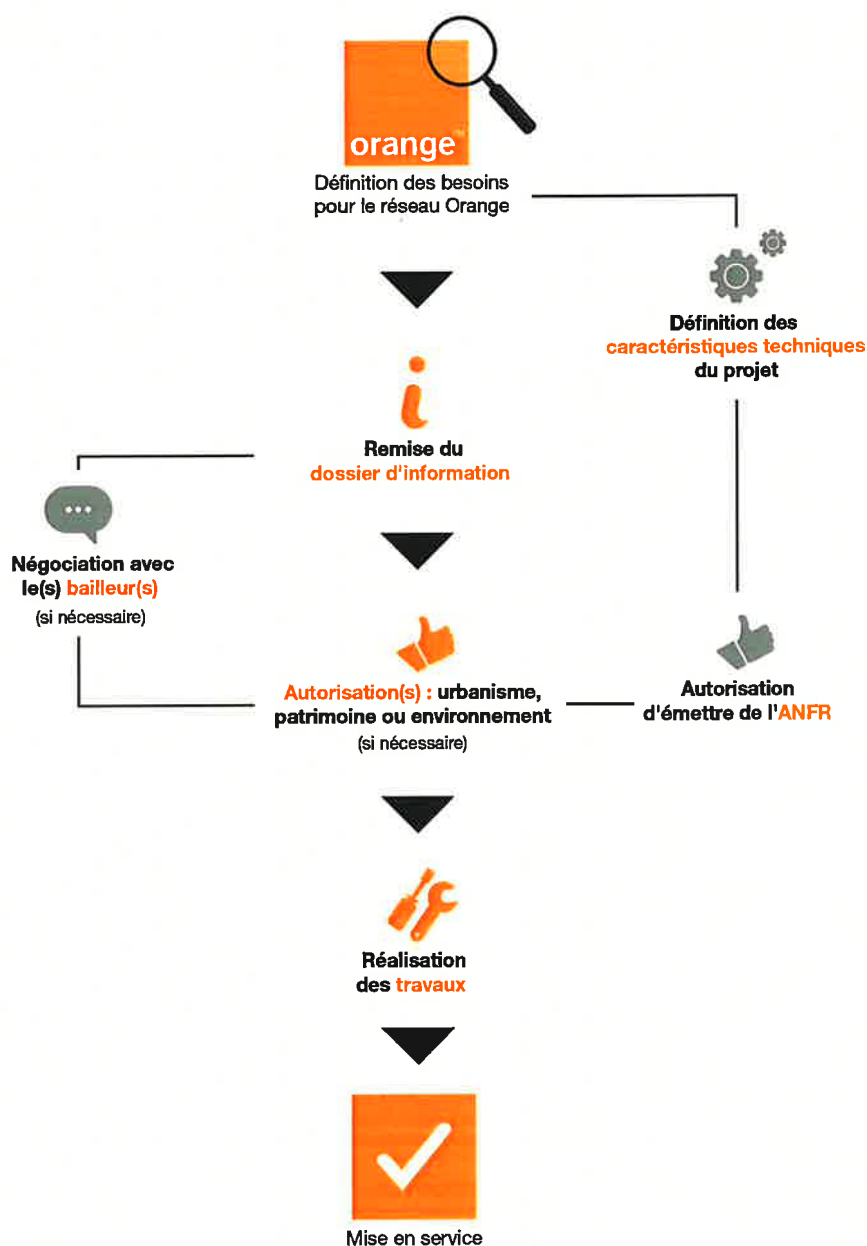 orange™
Définition des besoins
pour le réseau Orange
Définition des
caractéristiques techniques
du projet
Remise du
dossier d'information
Négociation avec
le(s) bailleur(s)
(si nécessaire)
Autorisation(s) : urbanisme,
patrimoine ou environnement
(si nécessaire)
Autorisation
d'émettre de l'ANFR
Réalisation
des travaux
Mise en service